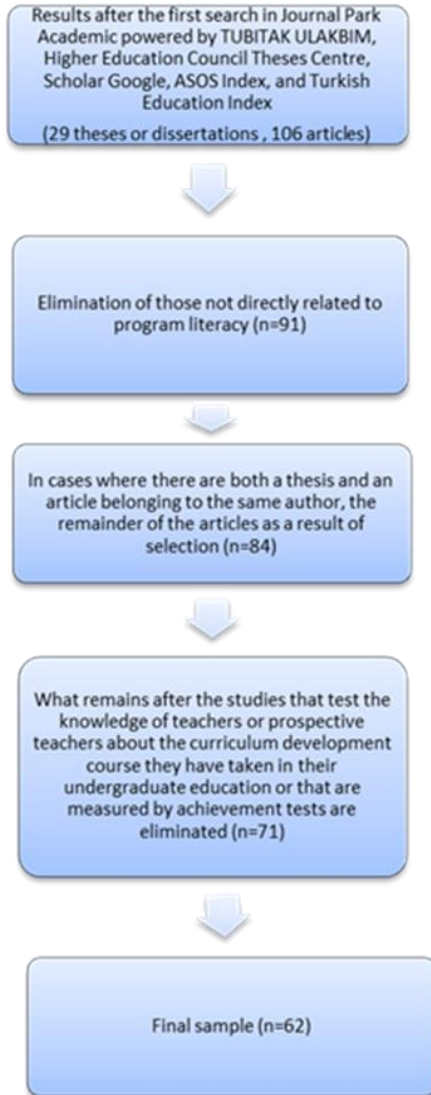 Results after the first search in Journal Park
Academic powered by TUBITAK ULAKBIM,
Higher Education Council Theses Centre,
Scholar Google, ASOS Index, and Turkish
Education Index
(29 theses or dissertations , 106 articles)
Elimination of those not directly related to
program literacy (n=91)
In cases where there are both a thesis and an
article belonging to the same author, the
remainder of the articles as a result of
selection (n=84)
What remains after the studies that test the
knowledge of teachers or prospective
teachers about the curriculum development
course they have taken in their
undergraduate education or that are
measured by achievement tests are
eliminated (n=71)
Final sample (n=62)